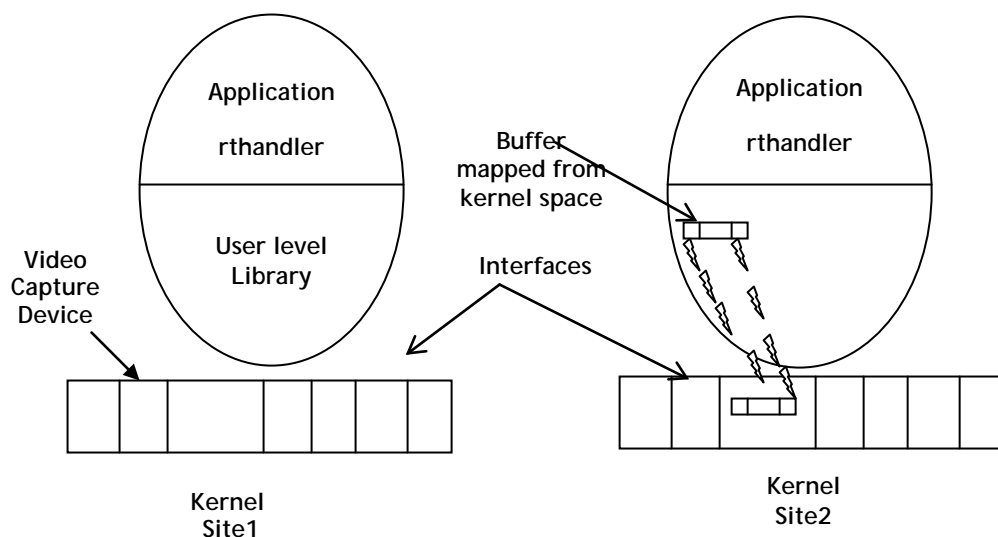 Application
rthandler
User level
Library
Video
Capture
Device
Kernel
Site1
Buffer
mapped from
kernel space
Interfaces
Application
rthandler
Kernel
Site2